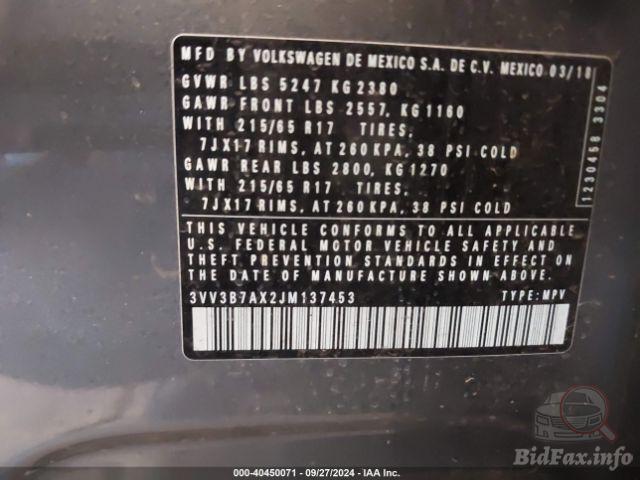 MFD BY VOLKSWAGEN DE MEXICO S.A. DE C.V. MEXICO 03/18
GVWR LBS 5247 KG 2380
GAWR FRONT LBS 2557, KG 1160
WITH 215/65 R17 TIRES,
7JX17 RIMS, AT 260 KPA, 38 PSI COLD
GAWR REAR LBS 2800, KG 1270
WITH 215/65 R17 TIRES,
7JX17 RIMS, AT 260 KPA, 38 PSI COLD
1230458 3304
THIS VEHICLE CONFORMS TO ALL APPLICABLE
U.S. FEDERAL MOTOR VEHICLE SAFETY AND
THEFT PREVENTION STANDARDS IN EFFECT ON
THE DATE OF MANUFACTURE SHOWN ABOVE.
3VV3B7AX2JM137453 TYPE: MPV
BidFax.info
000-40450071 - 09/27/2024 - IAA Inc.